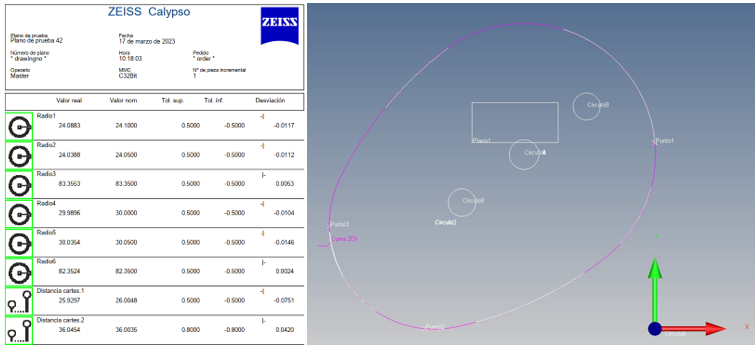 ZEISS Calypso
ZEISS
Plano de prueba
Plano de prueba 42
Fecha
17 de marzo de 2023
Número de plano
* drawingno *
Hora
10:18:03
Pedido
* order *
Operario
Master
MMC
C32Bit
Nº de pieza incremental
1
Valor real Valor nom. Tol. sup. Tol. inf. Desviación
Radio1
24.0883 24.1000 0.5000 -0.5000 -0.0117
Radio2
24.0388 24.0500 0.5000 -0.5000 -0.0112
Radio3
83.3553 83.3500 0.5000 -0.5000 0.0053
Radio4
29.9896 30.0000 0.5000 -0.5000 -0.0104
Radio5
30.0354 30.0500 0.5000 -0.5000 -0.0146
Radio6
82.3524 82.3500 0.5000 -0.5000 0.0024
Distancia cartes.1
25.9297 26.0048 0.5000 -0.5000 -0.0751
Distancia cartes.2
36.0454 36.0035 0.8000 -0.8000 0.0420
Plano1
Punto1
Círculo2
Punto3
Curva 2D1
Punto2
X